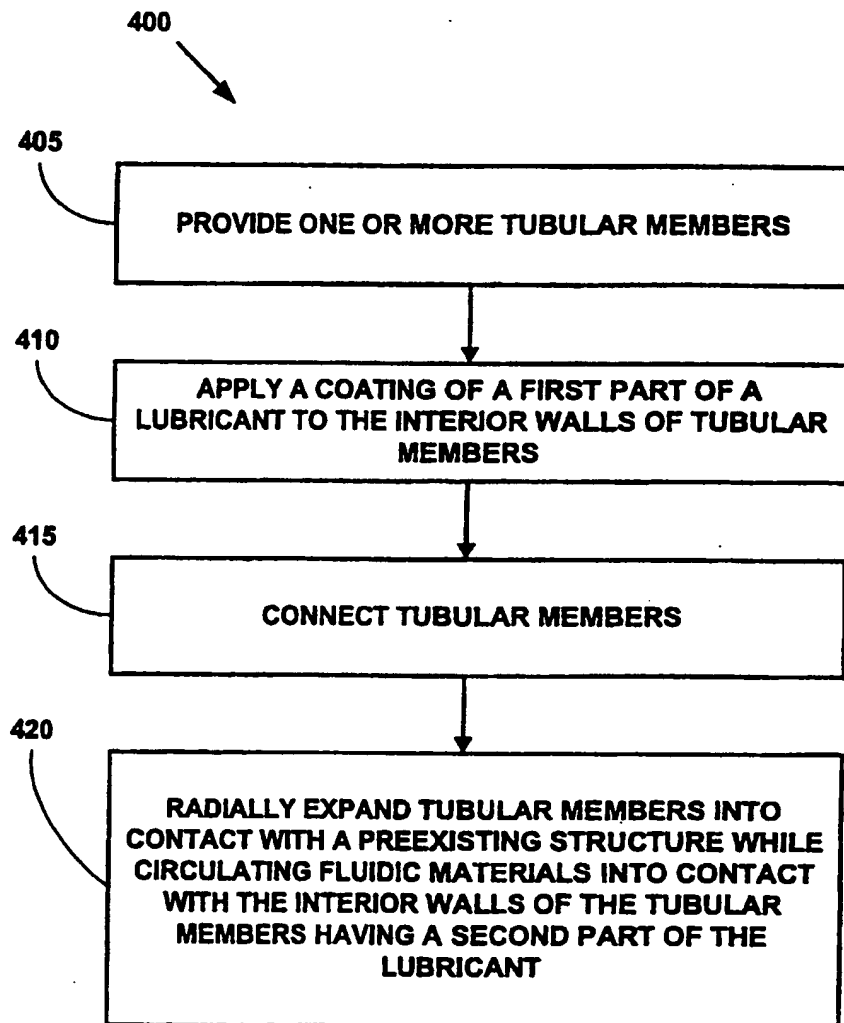 400
405
PROVIDE ONE OR MORE TUBULAR MEMBERS
410
APPLY A COATING OF A FIRST PART OF A
LUBRICANT TO THE INTERIOR WALLS OF TUBULAR
MEMBERS
415
CONNECT TUBULAR MEMBERS
420
RADIALLY EXPAND TUBULAR MEMBERS INTO
CONTACT WITH A PREEXISTING STRUCTURE WHILE
CIRCULATING FLUIDIC MATERIALS INTO CONTACT
WITH THE INTERIOR WALLS OF THE TUBULAR
MEMBERS HAVING A SECOND PART OF THE
LUBRICANT